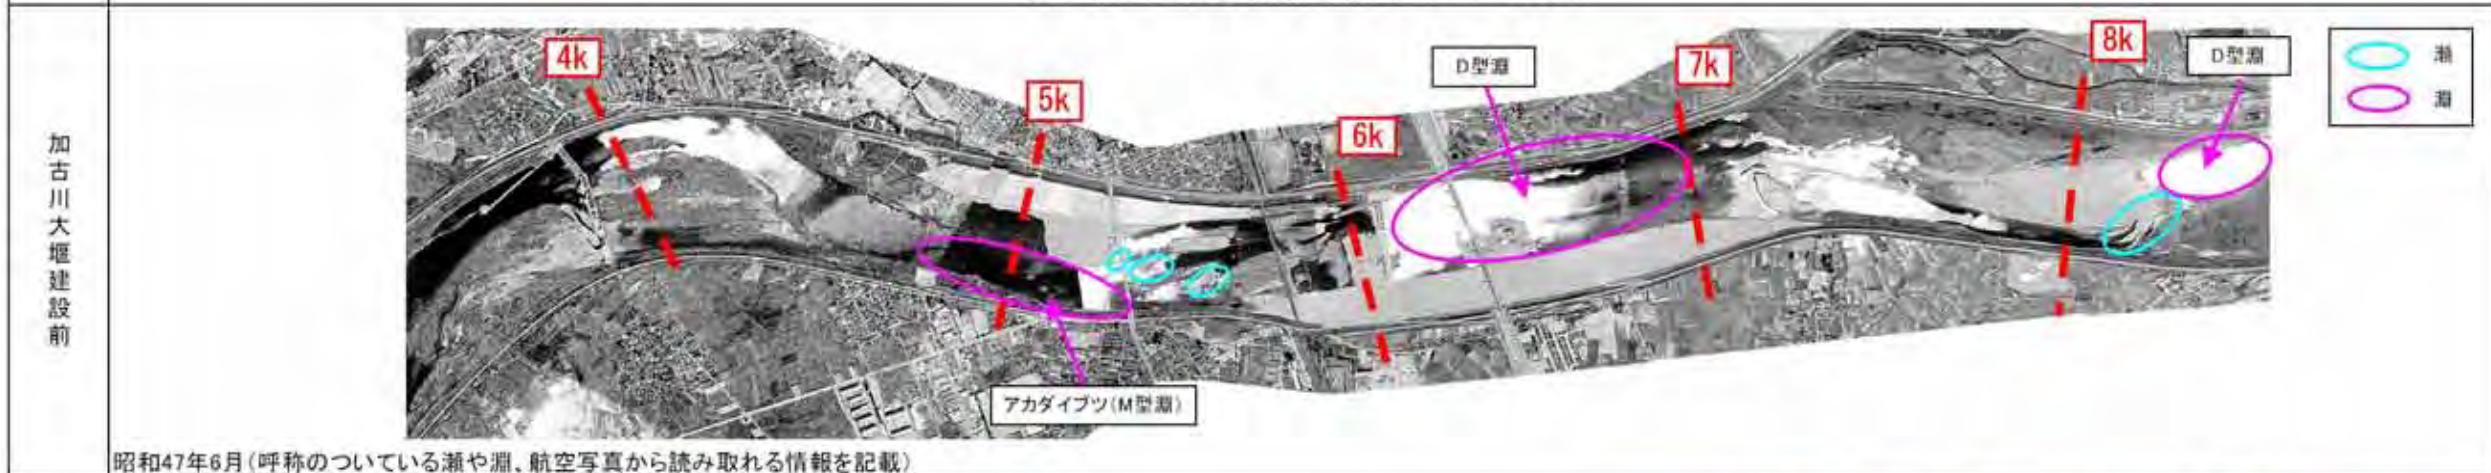 加古川大堰建設前
4k
5k
6k
D型淵
7k
8k
D型淵
瀬
淵
アカダイブツ(M型淵)
昭和47年6月(呼称のついている瀬や淵、航空写真から読み取れる情報を記載)